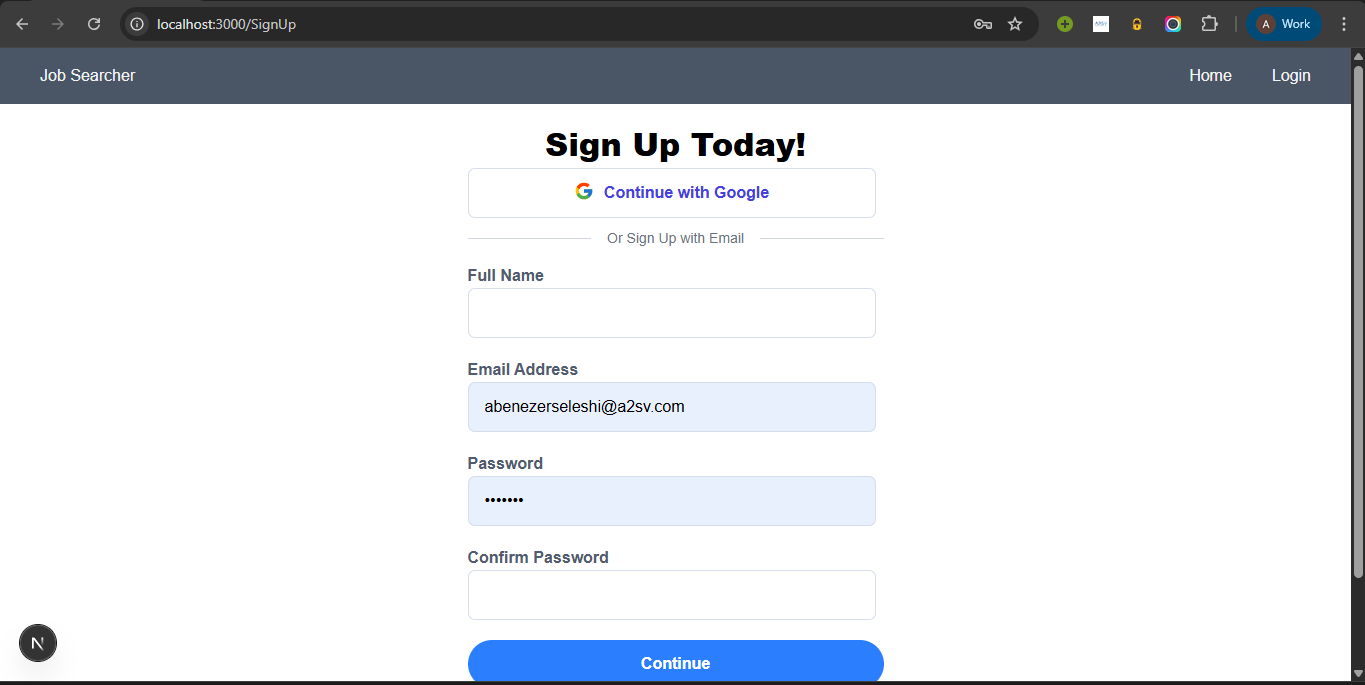 localhost:3000/SignUp
A Work
Job Searcher Home Login
Sign Up Today!
Continue with Google
Or Sign Up with Email
Full Name
Email Address
abenezerseleshi@a2sv.com
Password
•••••••
Confirm Password
N
Continue